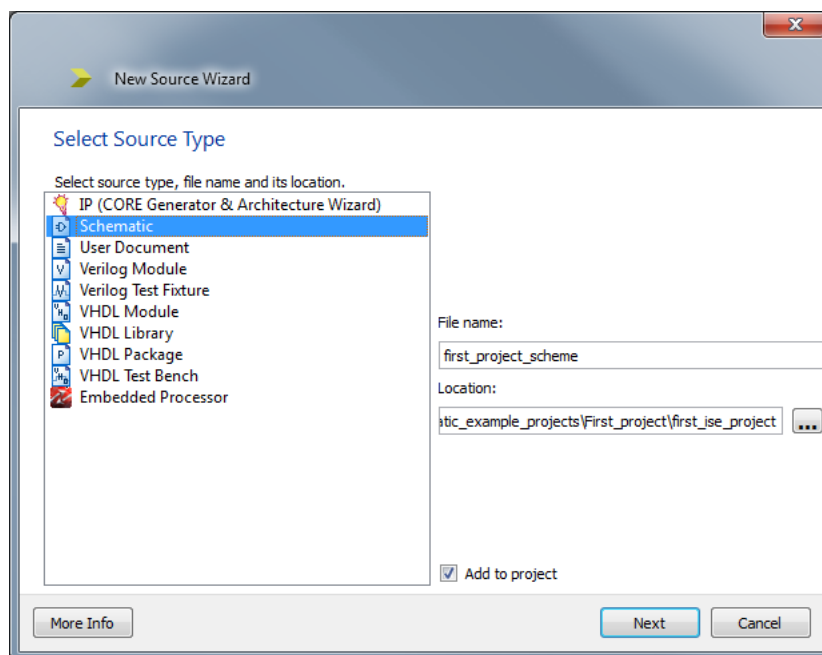 New Source Wizard
Select Source Type
Select source type, file name and its location.
IP (CORE Generator & Architecture Wizard)
Schematic
User Document
Verilog Module
Verilog Test Fixture
VHDL Module
VHDL Library
VHDL Package
VHDL Test Bench
Embedded Processor
File name:
first_project_scheme
Location:
atic_example_projects\First_project\first_ise_project
...
Add to project
More Info
Next
Cancel